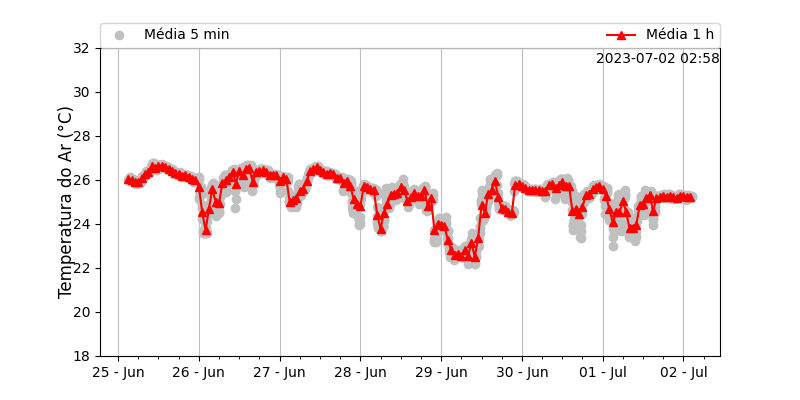 Média 5 min
Média 1 h
2023-07-02 02:58
Temperatura do Ar (°C)
32
30
28
26
24
22
20
18
25 - Jun
26 - Jun
27 - Jun
28 - Jun
29 - Jun
30 - Jun
01 - Jul
02 - Jul